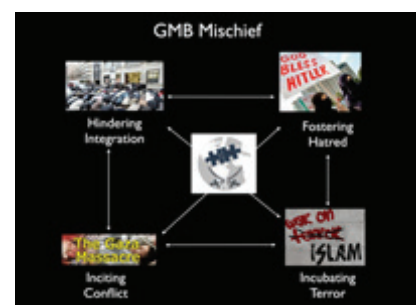 GMB Mischief
GOD
BLESS
HITLER
Hindering
Integration
Fostering
Hatred
The Gaza
Massacre
war on
terror
ISLAM
Inciting
Conflict
Incubating
Terror